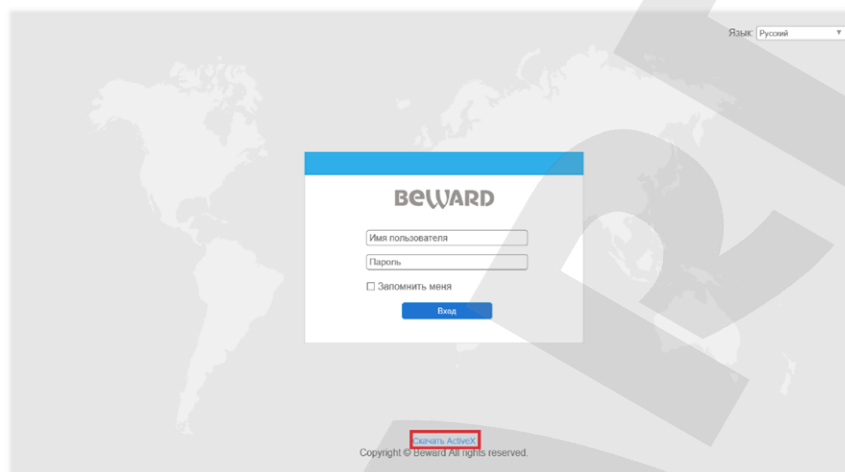 Язык: Русский
BEWARD
Имя пользователя
Пароль
Запомнить меня
Вход
Скачать ActiveX
Copyright © Beward All rights reserved.